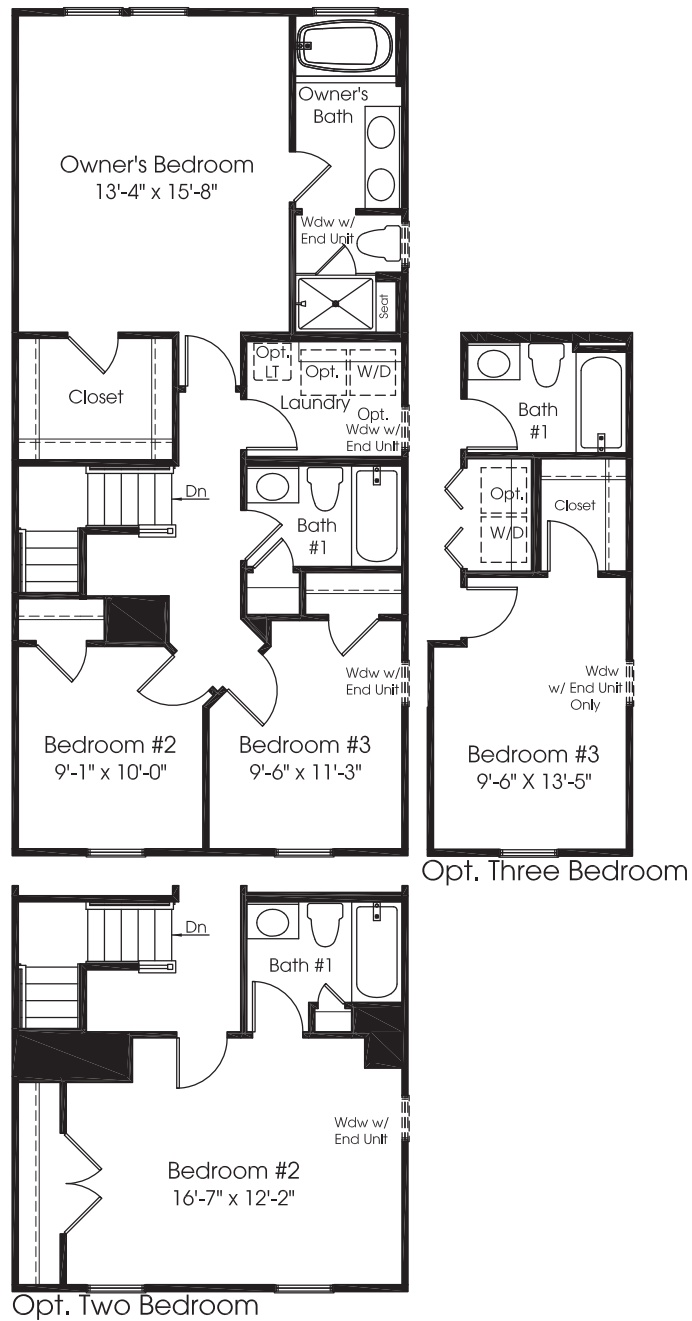 Owner's
Bath
Owner's Bedroom
13'-4" x 15'-8"
Wdw w/
End Unit
Seat
Closet
Opt.
LT
Opt.
W/D
Laundry
Opt.
Wdw w/
End Unit
Dn
Bath
#1
Wdw w/
End Unit
Bedroom #2
9'-1" x 10'-0"
Bedroom #3
9'-6" x 11'-3"
Bath
#1
Opt.
W/D
Closet
Wdw
w/ End Unit
Only
Bedroom #3
9'-6" X 13'-5"
Opt. Three Bedroom
Dn
Bath #1
Wdw w/
End Unit
Bedroom #2
16'-7" x 12'-2"
Opt. Two Bedroom